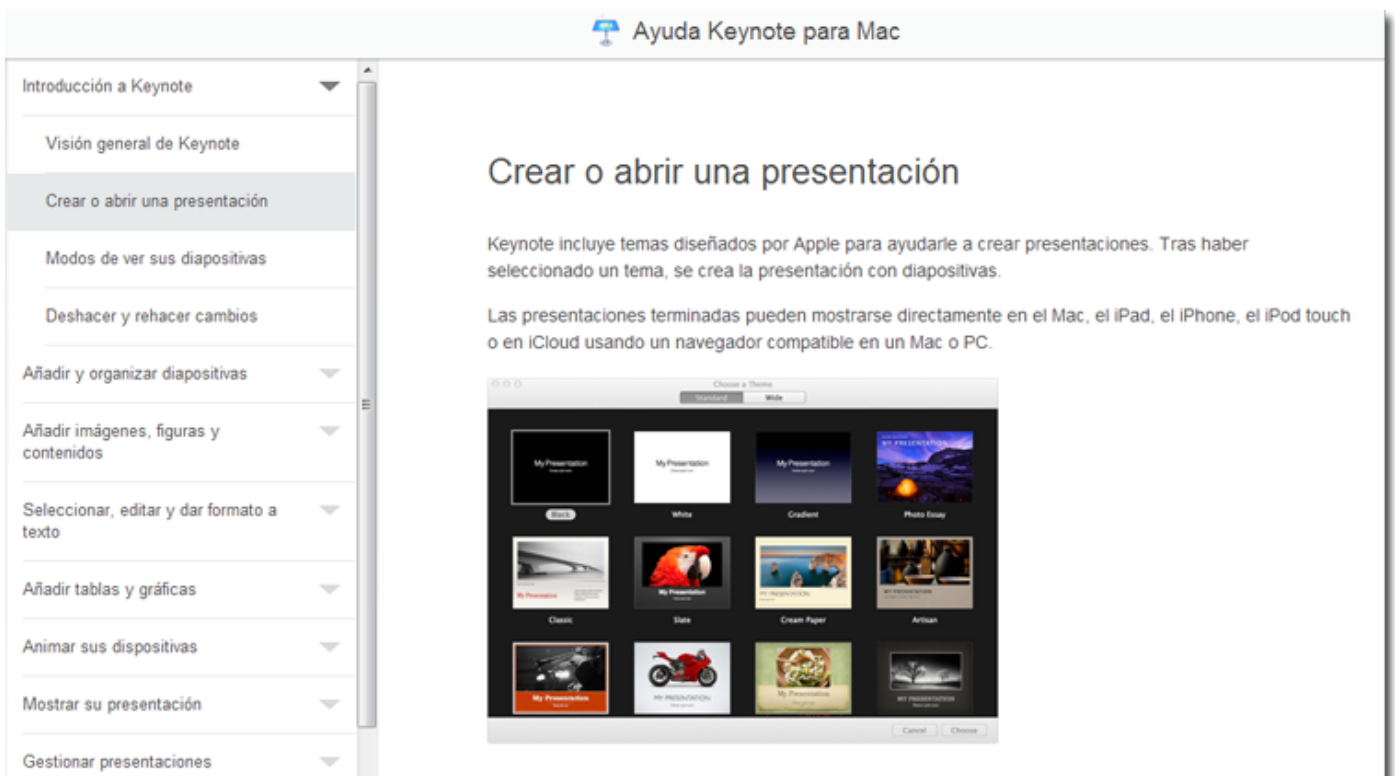 Ayuda Keynote para Mac
Introducción a Keynote
Visión general de Keynote
Crear o abrir una presentación
Modos de ver sus diapositivas
Deshacer y rehacer cambios
Añadir y organizar diapositivas
Añadir imágenes, figuras y
contenidos
Seleccionar, editar y dar formato a
texto
Añadir tablas y gráficas
Animar sus dispositivas
Mostrar su presentación
Gestionar presentaciones
Crear o abrir una presentación
Keynote incluye temas diseñados por Apple para ayudarle a crear presentaciones. Tras haber
seleccionado un tema, se crea la presentación con diapositivas.
Las presentaciones terminadas pueden mostrarse directamente en el Mac, el iPad, el iPhone, el iPod touch
o en iCloud usando un navegador compatible en un Mac o PC.
Choose a Theme
Standard Wide
My Presentation
My Presentation
My Presentation
MY PRESENTATION
Black White Gradient Photo Essay
My Presentation
My Presentation
MY PRESENTATION
MY PRESENTATION
Classic Slate Cream Paper Artisan
My Presentation
MY PRESENTATION
My Presentation
MY PRESENTATION
Cancel Choose